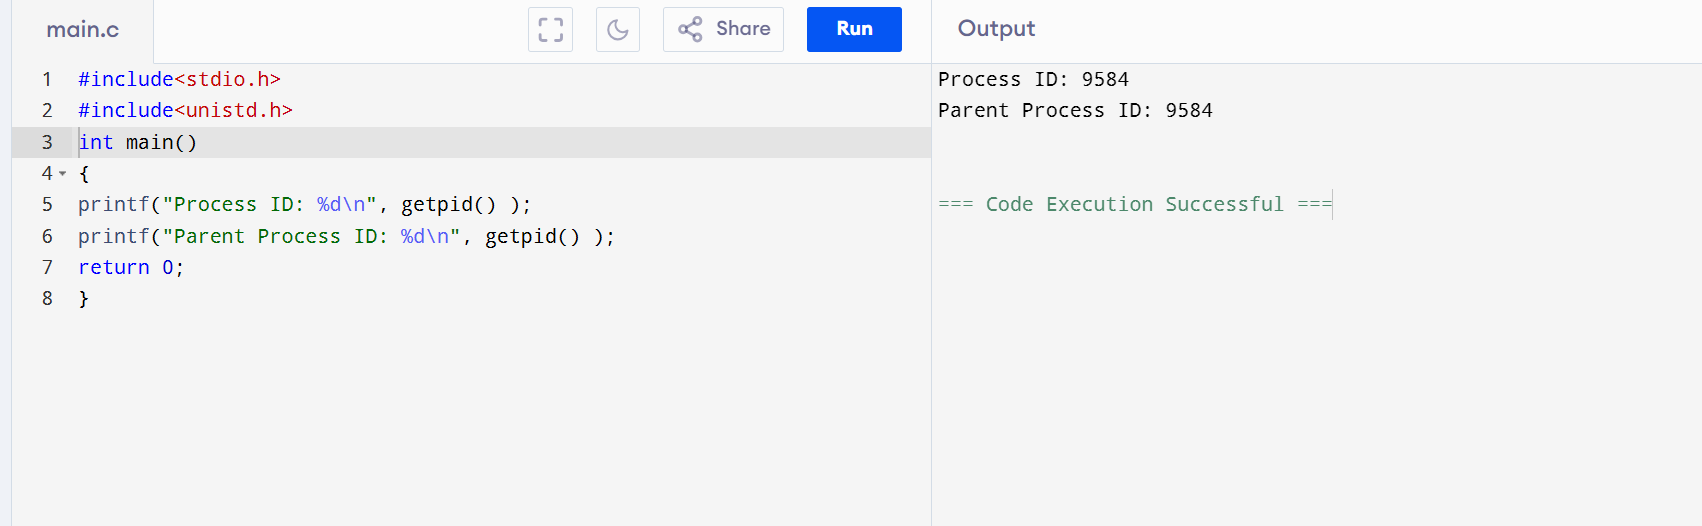 main.c
Share
Run
Output
1 #include<stdio.h>
2 #include<unistd.h>
3 int main()
4 {
5 printf("Process ID: %d\n", getpid() );
6 printf("Parent Process ID: %d\n", getpid() );
7 return 0;
8 }
Process ID: 9584
Parent Process ID: 9584
=== Code Execution Successful ===